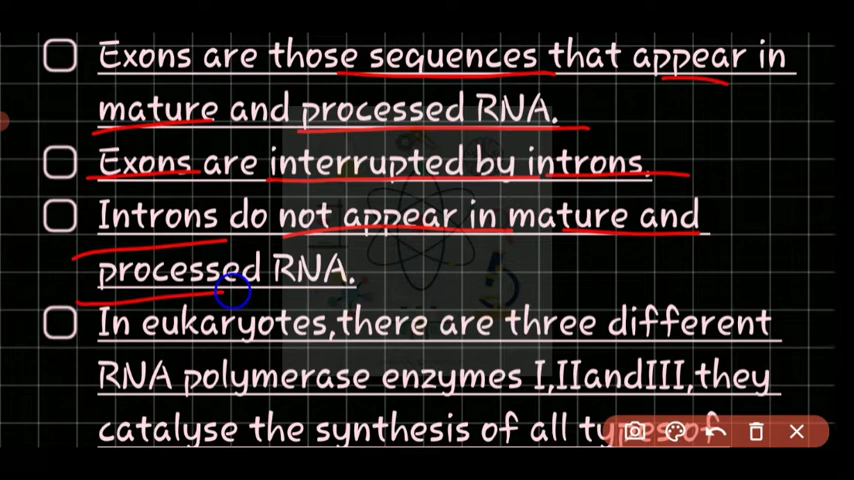 Exons are those sequences that appear in
mature and processed RNA.
Exons are interrupted by introns.
Introns do not appear in mature and
processed RNA.
In eukaryotes,there are three different
RNA polymerase enzymes I,IIandIII,they
catalyse the synthesis of all types of